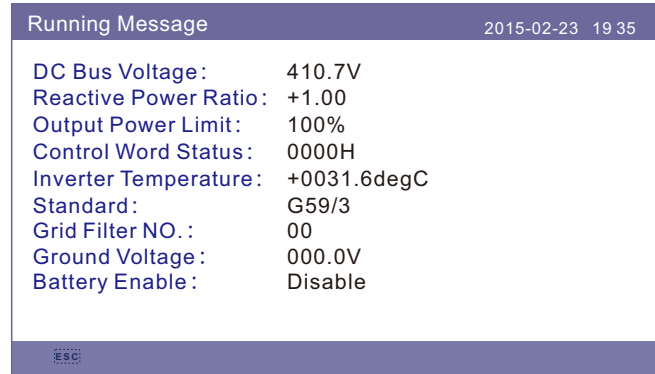 Running Message 2015-02-23 19 35
DC Bus Voltage: 410.7V
Reactive Power Ratio: +1.00
Output Power Limit: 100%
Control Word Status: 0000H
Inverter Temperature: +0031.6degC
Standard: G59/3
Grid Filter NO.: 00
Ground Voltage: 000.0V
Battery Enable: Disable
ESC